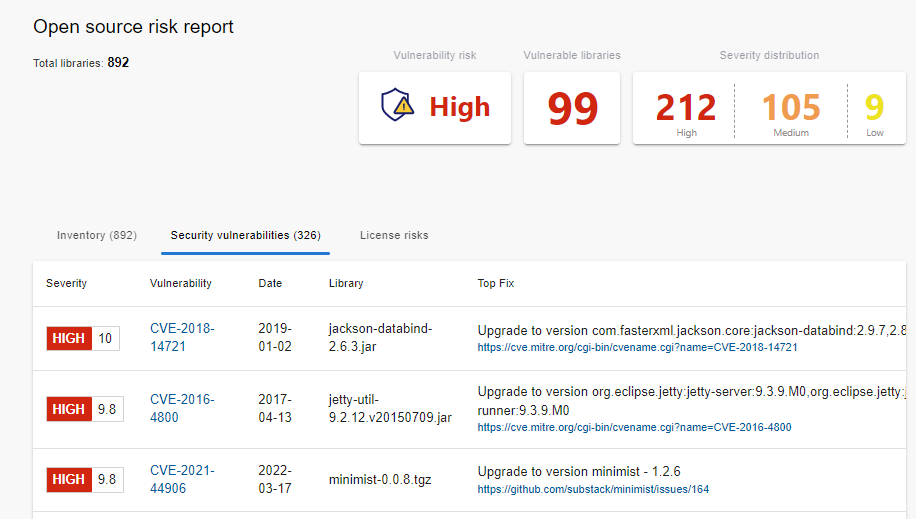 Open source risk report
Total libraries: 892
Vulnerability risk
Vulnerable libraries
Severity distribution
High
99
212
High
105
Medium
9
Low
Inventory (892)
Security vulnerabilities (326)
License risks
Severity Vulnerability Date Library Top Fix
HIGH 10
CVE-2018-
14721
2019-
01-02
jackson-databind-
2.6.3.jar
Upgrade to version com.fasterxml.jackson.core:jackson-databind:2.9.7,2.8
https://cve.mitre.org/cgi-bin/cvename.cgi?name=CVE-2018-14721
HIGH 9.8
CVE-2016-
4800
2017-
04-13
jetty-util-
9.2.12.v20150709.jar
Upgrade to version org.eclipse.jetty:jetty-server:9.3.9.M0,org.eclipse.jetty:j
runner:9.3.9.M0
https://cve.mitre.org/cgi-bin/cvename.cgi?name=CVE-2016-4800
HIGH 9.8
CVE-2021-
44906
2022-
03-17
minimist-0.0.8.tgz
Upgrade to version minimist - 1.2.6
https://github.com/substack/minimist/issues/164